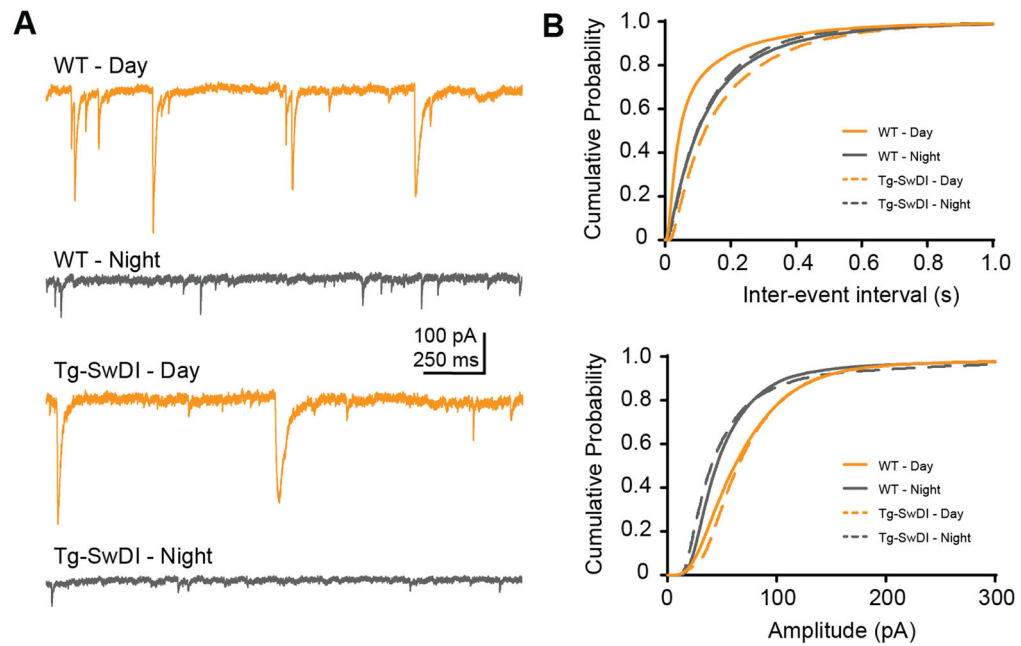 A
WT - Day
WT - Night
100 pA
250 ms
Tg-SwDI - Day
Tg-SwDI - Night
B
Cumulative Probability
1.0
0.8
0.6
0.4
0.2
0
WT - Day
WT - Night
Tg-SwDI - Day
Tg-SwDI - Night
0 0.2 0.4 0.6 0.8 1.0
Inter-event interval (s)
Cumulative Probability
1.0
0.8
0.6
0.4
0.2
0
WT - Day
WT - Night
Tg-SwDI - Day
Tg-SwDI - Night
0 100 200 300
Amplitude (pA)